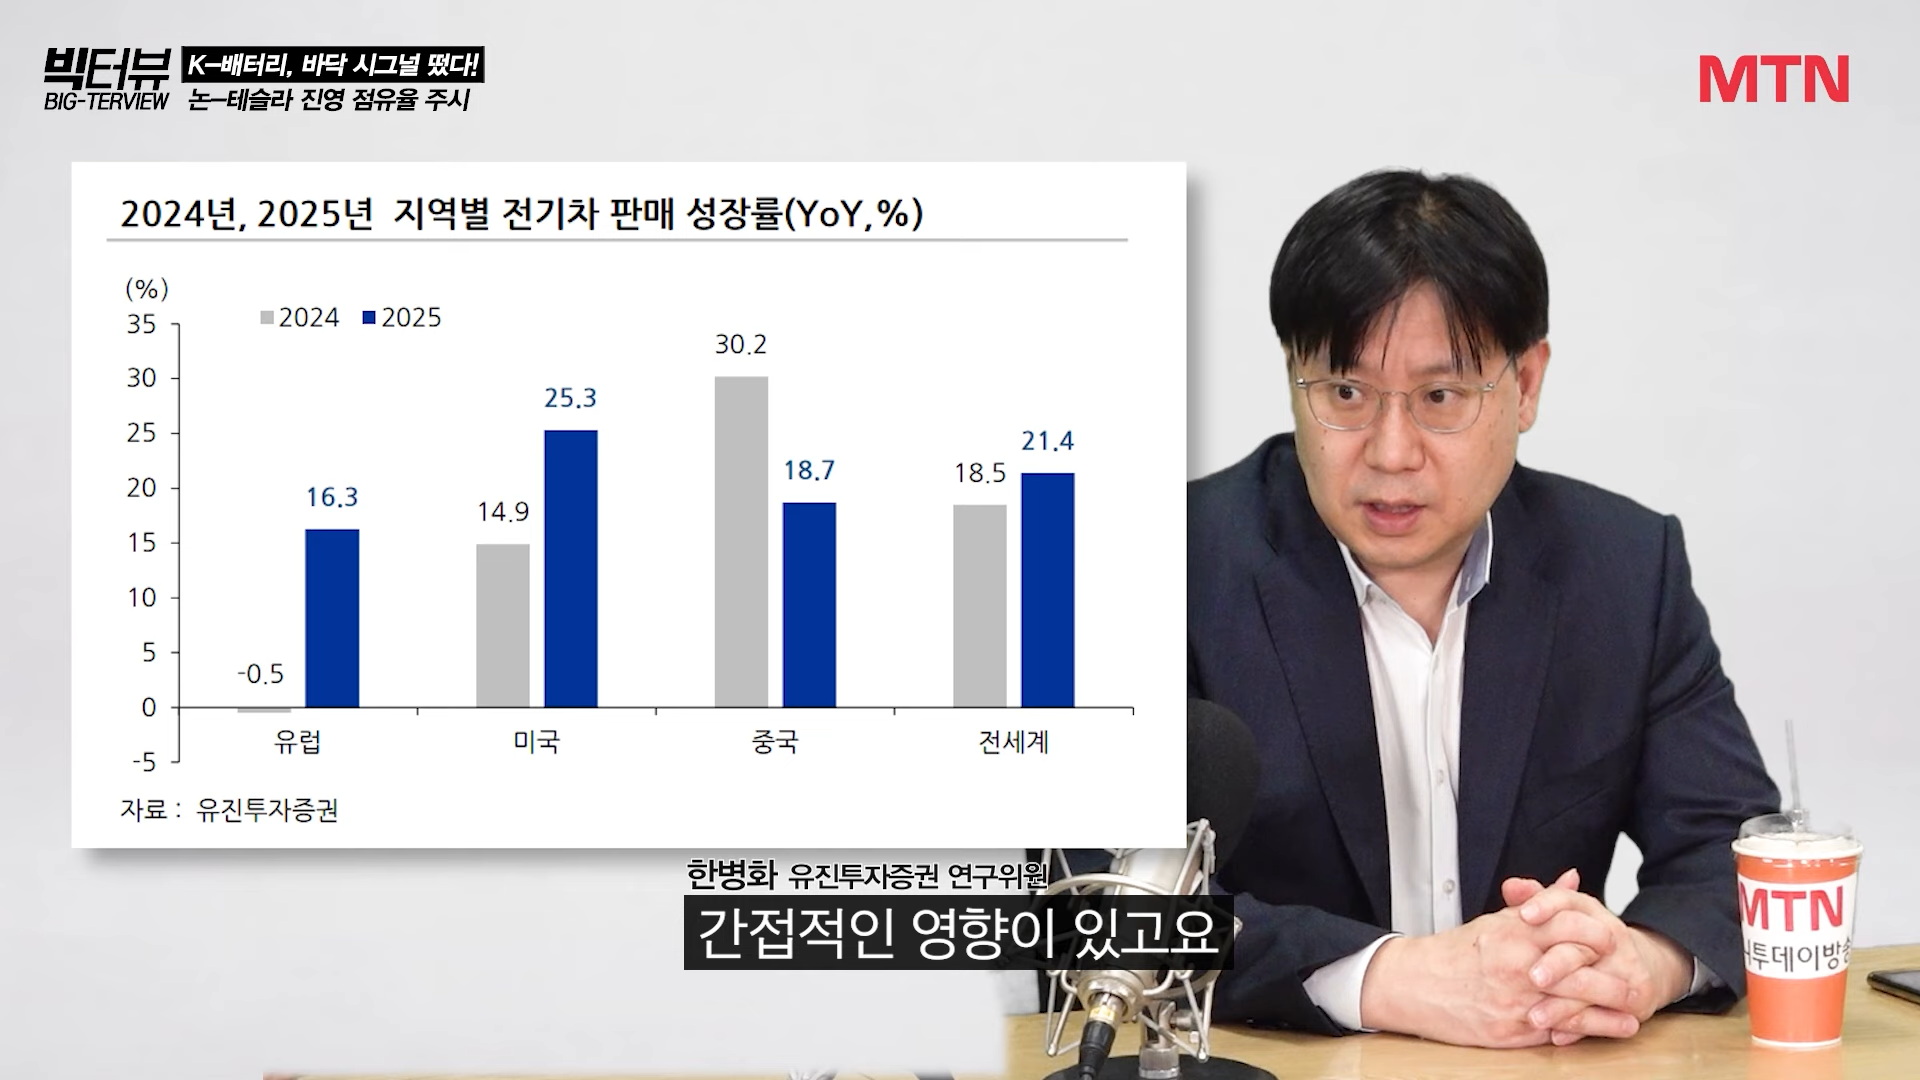 빅터뷰
BIG-TERVIEW
K-배터리, 바닥 시그널 떴다!
논-테슬라 진영 점유율 주시
MTN
2024년, 2025년 지역별 전기차 판매 성장률(YoY,%)
(%)
2024 2025
35
30
25
20
15
10
5
0
-5
-0.5
16.3
14.9
25.3
30.2
18.7
18.5
21.4
유럽 미국 중국 전세계
자료 : 유진투자증권
한병화 유진투자증권 연구위원
간접적인 영향이 있고요
MTN
투데이방송